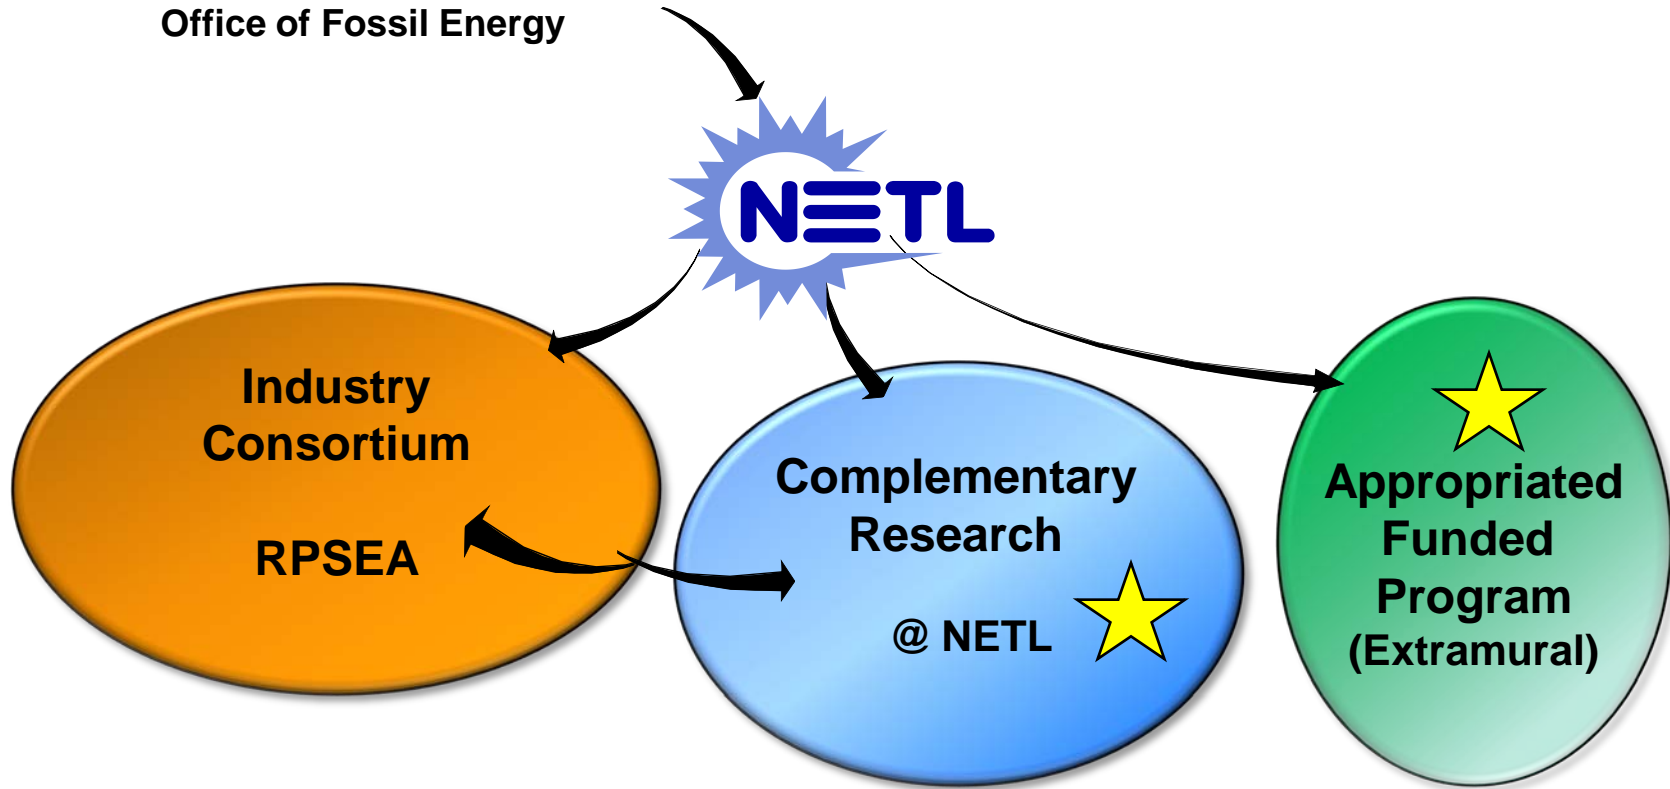 Office of Fossil Energy
NETL
Industry
Consortium
RPSEA
Complementary
Research
@ NETL
Appropriated
Funded
Program
(Extramural)